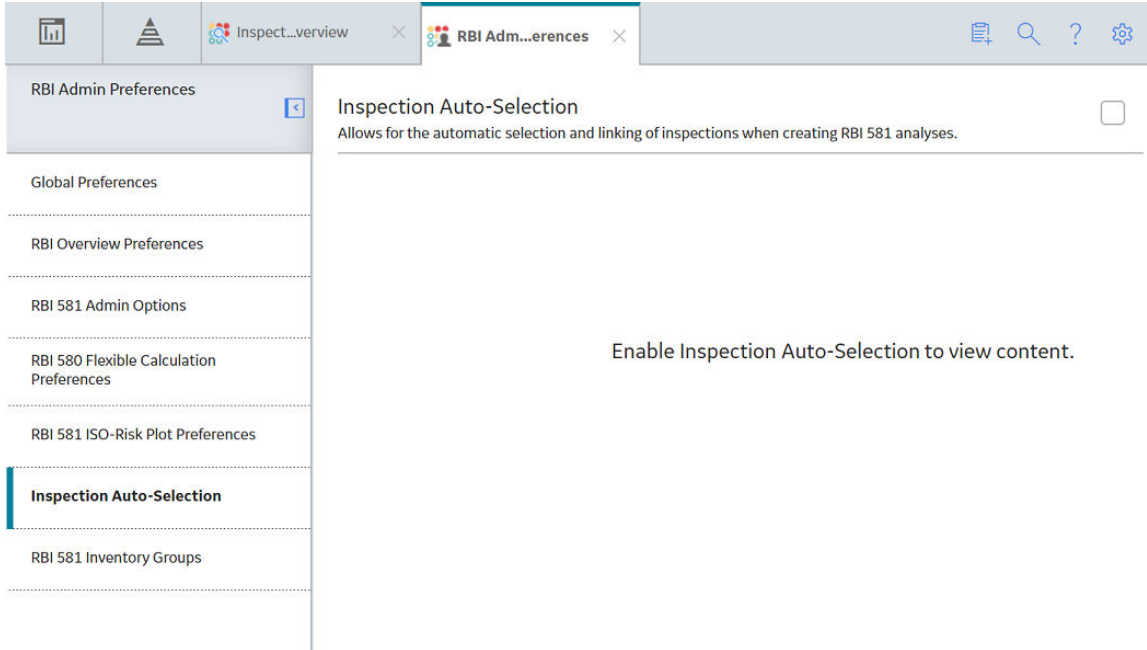 Inspect...verview
RBI Adm...erences
RBI Admin Preferences
Global Preferences
RBI Overview Preferences
RBI 581 Admin Options
RBI 580 Flexible Calculation
Preferences
RBI 581 ISO-Risk Plot Preferences
Inspection Auto-Selection
RBI 581 Inventory Groups
Inspection Auto-Selection
Allows for the automatic selection and linking of inspections when creating RBI 581 analyses.
Enable Inspection Auto-Selection to view content.